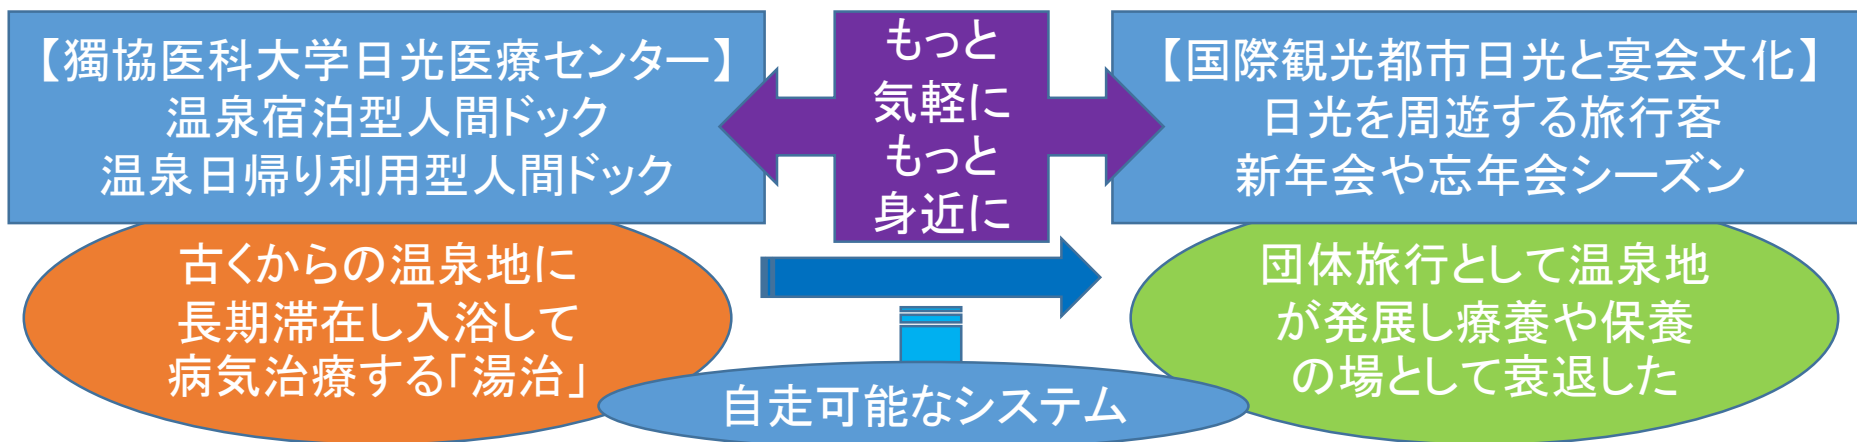 【獨協医科大学日光医療センター】
温泉宿泊型人間ドック
温泉日帰り利用型人間ドック
もっと
気軽に
もっと
身近に
【国際観光都市日光と宴会文化】
日光を周遊する旅行客
新年会や忘年会シーズン
古くからの温泉地に
長期滞在し入浴して
病気治療する「湯治」
団体旅行として温泉地
が発展し療養や保養
の場として衰退した
自走可能なシステム